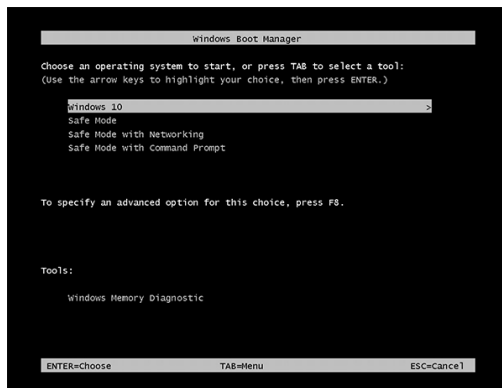 Windows Boot Manager
Choose an operating system to start, or press TAB to select a tool:
(Use the arrow keys to highlight your choice, then press ENTER.)
Windows 10 >
Safe Mode
Safe Mode with Networking
Safe Mode with Command Prompt
To specify an advanced option for this choice, press F8.
Tools:
Windows Memory Diagnostic
ENTER=Choose TAB=Menu ESC=Cancel